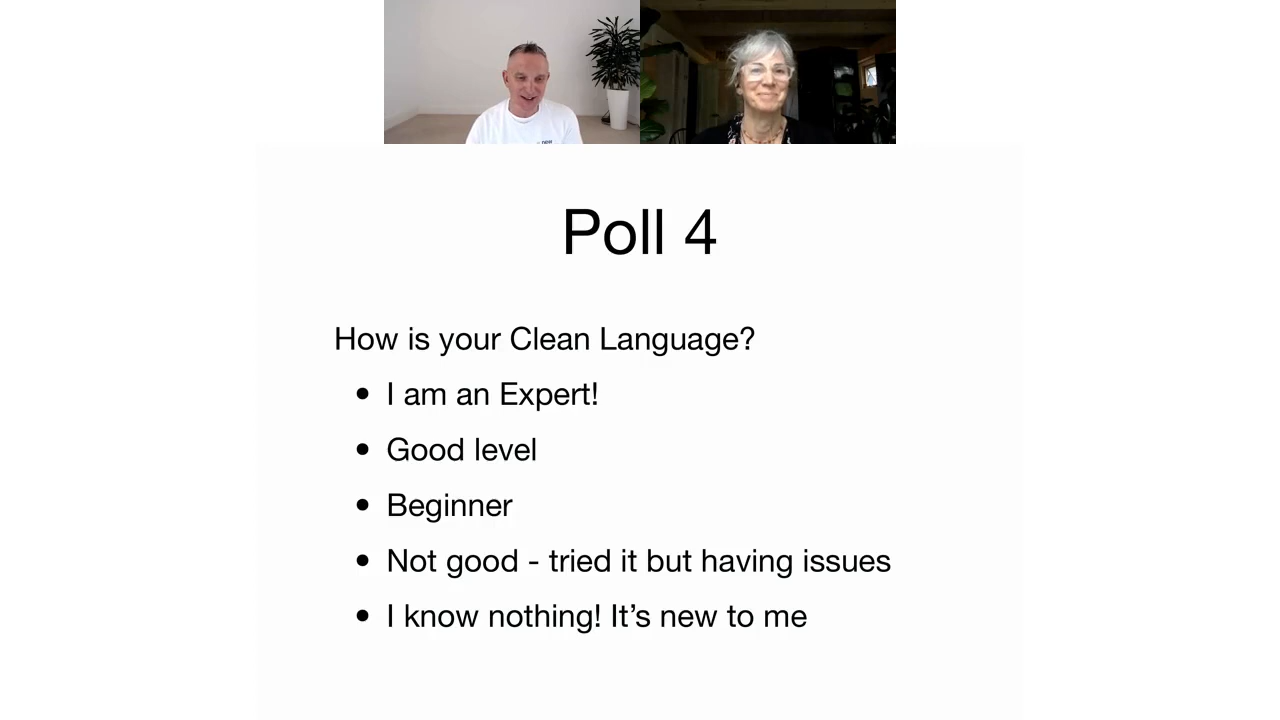 new
Poll 4
How is your Clean Language?
• I am an Expert!
• Good level
• Beginner
• Not good - tried it but having issues
• I know nothing! It’s new to me